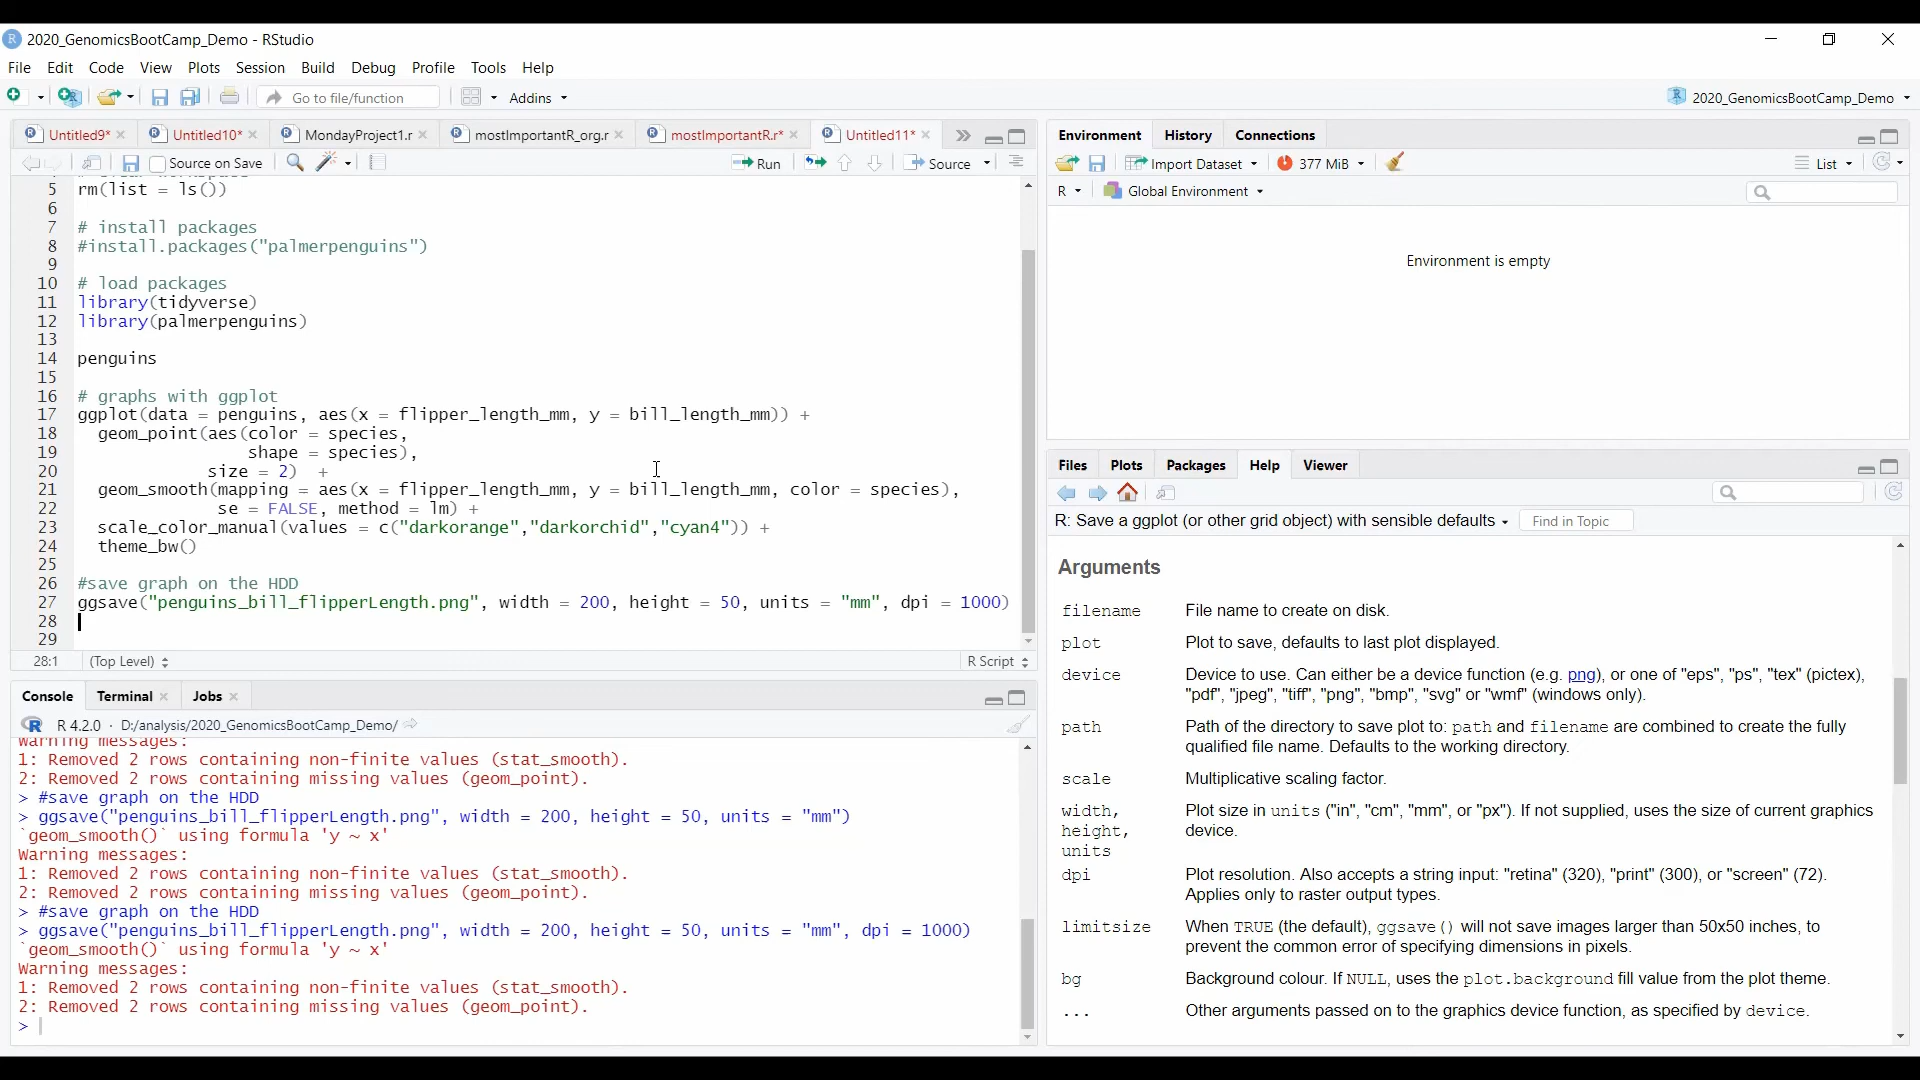 2020_GenomicsBootCamp_Demo - RStudio
File Edit Code View Plots Session Build Debug Profile Tools Help
Go to file/function Addins 2020_GenomicsBootCamp_Demo
Untitled9* Untitled10* MondayProject1.r mostImportantR_org.r mostImportantR.r* Untitled11*
Source on Save Run Source
5 rm(list = ls())
6
7 # install packages
8 #install.packages("palmerpenguins")
9
10 # load packages
11 library(tidyverse)
12 library(palmerpenguins)
13
14 penguins
15
16 # graphs with ggplot
17 ggplot(data = penguins, aes(x = flipper_length_mm, y = bill_length_mm)) +
18 geom_point(aes(color = species,
19 shape = species),
20 size = 2) +
21 geom_smooth(mapping = aes(x = flipper_length_mm, y = bill_length_mm, color = species),
22 se = FALSE, method = lm) +
23 scale_color_manual(values = c("darkorange","darkorchid","cyan4")) +
24 theme_bw()
25
26 #save graph on the HDD
27 ggsave("penguins_bill_flipperLength.png", width = 200, height = 50, units = "mm", dpi = 1000)
28
29
28:1 (Top Level) R Script
Console Terminal Jobs
R 4.2.0 · D:/analysis/2020_GenomicsBootCamp_Demo/
Warning messages:
1: Removed 2 rows containing non-finite values (stat_smooth).
2: Removed 2 rows containing missing values (geom_point).
> #save graph on the HDD
> ggsave("penguins_bill_flipperLength.png", width = 200, height = 50, units = "mm")
`geom_smooth()` using formula 'y ~ x'
Warning messages:
1: Removed 2 rows containing non-finite values (stat_smooth).
2: Removed 2 rows containing missing values (geom_point).
> #save graph on the HDD
> ggsave("penguins_bill_flipperLength.png", width = 200, height = 50, units = "mm", dpi = 1000)
`geom_smooth()` using formula 'y ~ x'
Warning messages:
1: Removed 2 rows containing non-finite values (stat_smooth).
2: Removed 2 rows containing missing values (geom_point).
>
Environment History Connections
Import Dataset 377 MiB List
R Global Environment
Environment is empty
Files Plots Packages Help Viewer
R: Save a ggplot (or other grid object) with sensible defaults Find in Topic
Arguments
filename File name to create on disk.
plot Plot to save, defaults to last plot displayed.
device Device to use. Can either be a device function (e.g. png), or one of "eps", "ps", "tex" (pictex),
"pdf", "jpeg", "tiff", "png", "bmp", "svg" or "wmf" (windows only).
path Path of the directory to save plot to: path and filename are combined to create the fully
qualified file name. Defaults to the working directory.
scale Multiplicative scaling factor.
width, Plot size in units ("in", "cm", "mm", or "px"). If not supplied, uses the size of current graphics
height, device.
units
dpi Plot resolution. Also accepts a string input: "retina" (320), "print" (300), or "screen" (72).
Applies only to raster output types.
limitsize When TRUE (the default), ggsave() will not save images larger than 50x50 inches, to
prevent the common error of specifying dimensions in pixels.
bg Background colour. If NULL, uses the plot.background fill value from the plot theme.
... Other arguments passed on to the graphics device function, as specified by device.